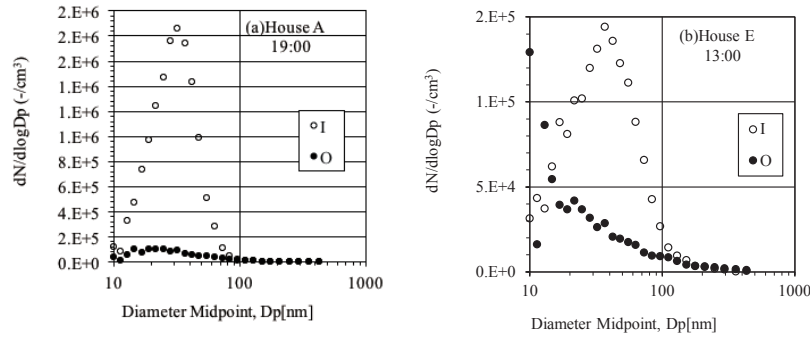 (a)House A
19:00
dN/dlogDp (-/cm³)
2.E+6
2.E+6
2.E+6
1.E+6
1.E+6
1.E+6
1.E+6
8.E+5
6.E+5
4.E+5
2.E+5
0.E+0
I
O
10
100
1000
Diameter Midpoint, Dp[nm]
(b)House E
13:00
dN/dlogDp (-/cm³)
2.E+5
1.E+5
5.E+4
0.E+0
I
O
10
100
1000
Diameter Midpoint, Dp[nm]